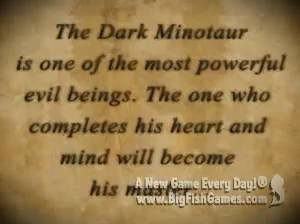 The Dark Minotaur
is one of the most powerful
evil beings. The one who
completes his heart and
mind will become
his master
A New Game Every Day!®
www.BigFishGames.com